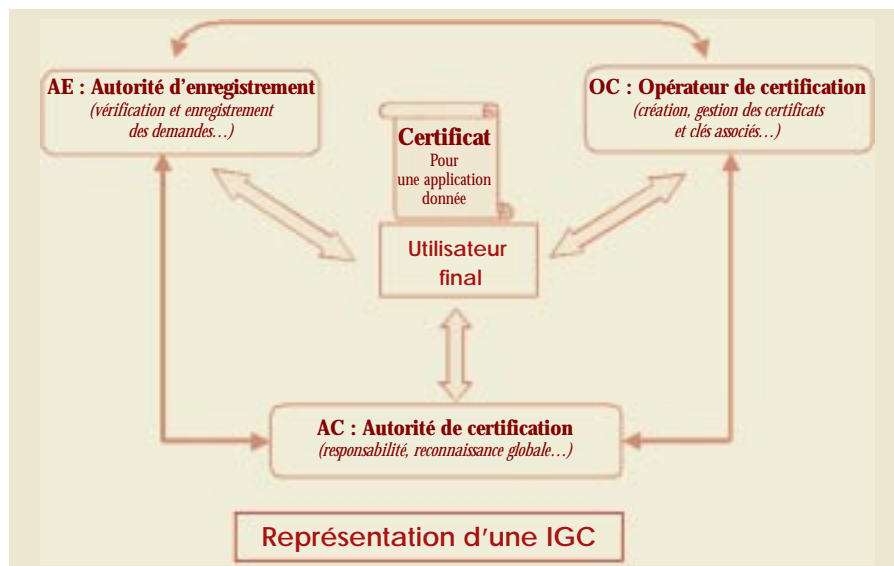 AE : Autorité d'enregistrement
(vérification et enregistrement
des demandes…)
OC : Opérateur de certification
(création, gestion des certificats
et clés associés…)
Certificat
Pour
une application
donnée
Utilisateur
final
AC : Autorité de certification
(responsabilité, reconnaissance globale…)
Représentation d'une IGC